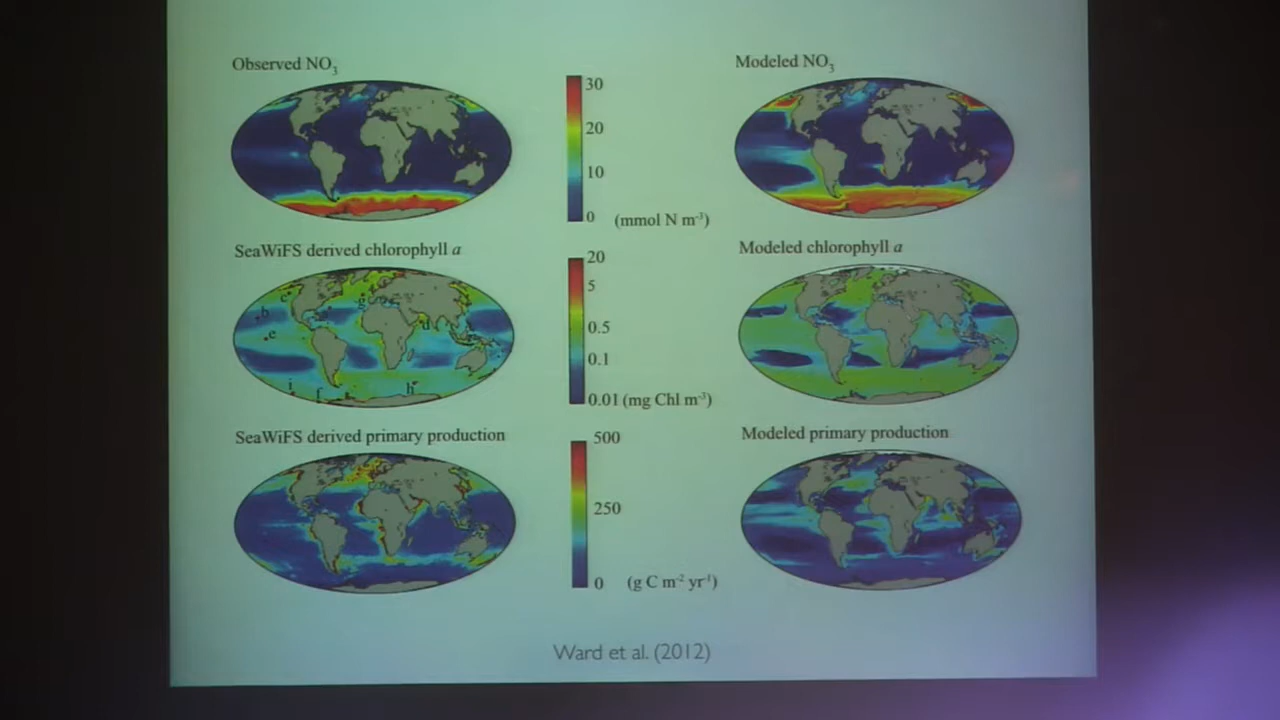 Observed NO3
Modeled NO3
30
20
10
0 (mmol N m-3)
SeaWiFS derived chlorophyll a
Modeled chlorophyll a
20
5
0.5
0.1
0.01 (mg Chl m-3)
c
b
e
g
d
i
f
h
SeaWiFS derived primary production
Modeled primary production
500
250
0 (g C m-2 yr-1)
Ward et al. (2012)